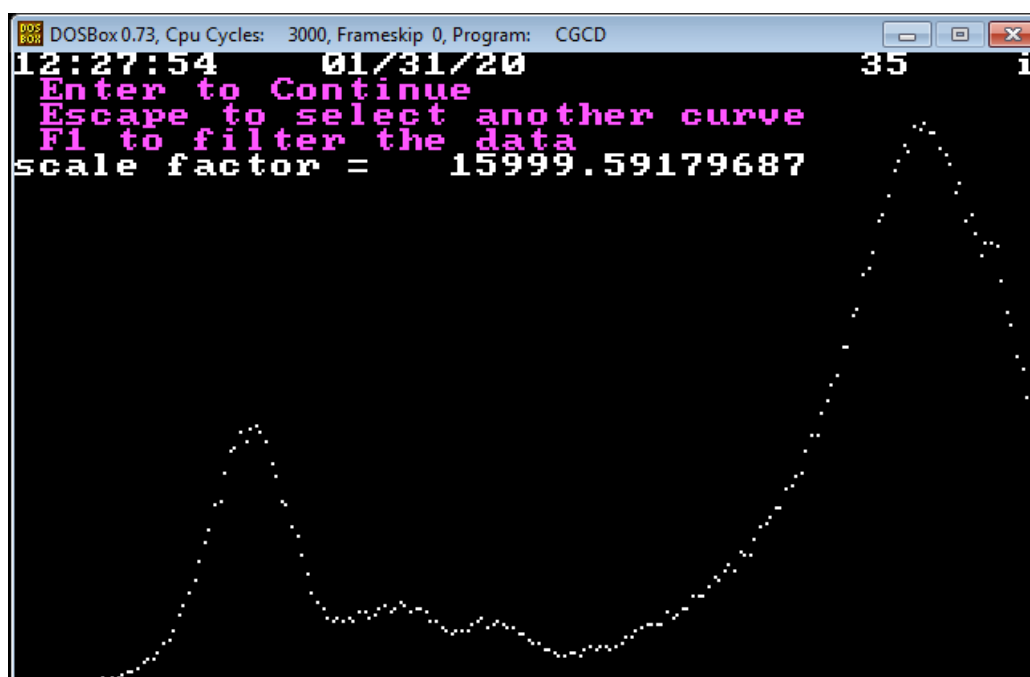 DOSBox 0.73, Cpu Cycles: 3000, Frameskip 0, Program: CGCD
12:27:54 01/31/20 35 i
Enter to Continue
Escape to select another curve
F1 to filter the data
scale factor = 15999.59179687